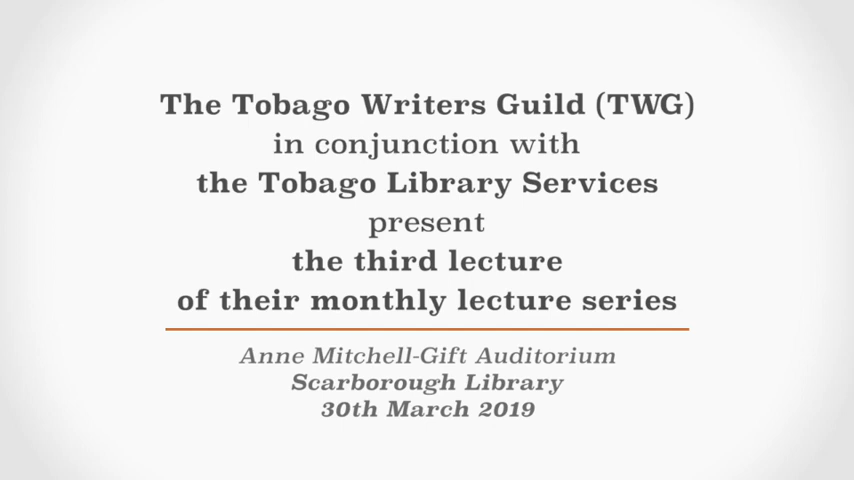 The Tobago Writers Guild (TWG)
in conjunction with
the Tobago Library Services
present
the third lecture
of their monthly lecture series
Anne Mitchell-Gift Auditorium
Scarborough Library
30th March 2019